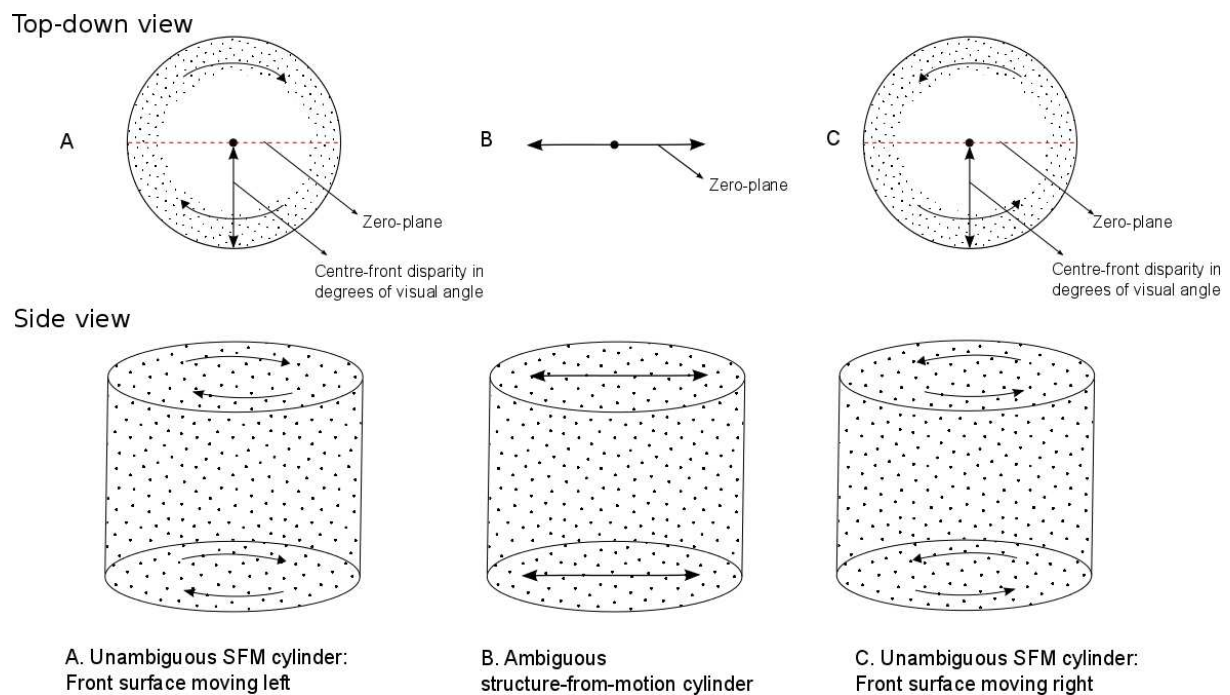 Top-down view
A
Zero-plane
Centre-front disparity in
degrees of visual angle
B
Zero-plane
C
Zero-plane
Centre-front disparity in
degrees of visual angle
Side view
A. Unambiguous SFM cylinder:
Front surface moving left
B. Ambiguous
structure-from-motion cylinder
C. Unambiguous SFM cylinder:
Front surface moving right